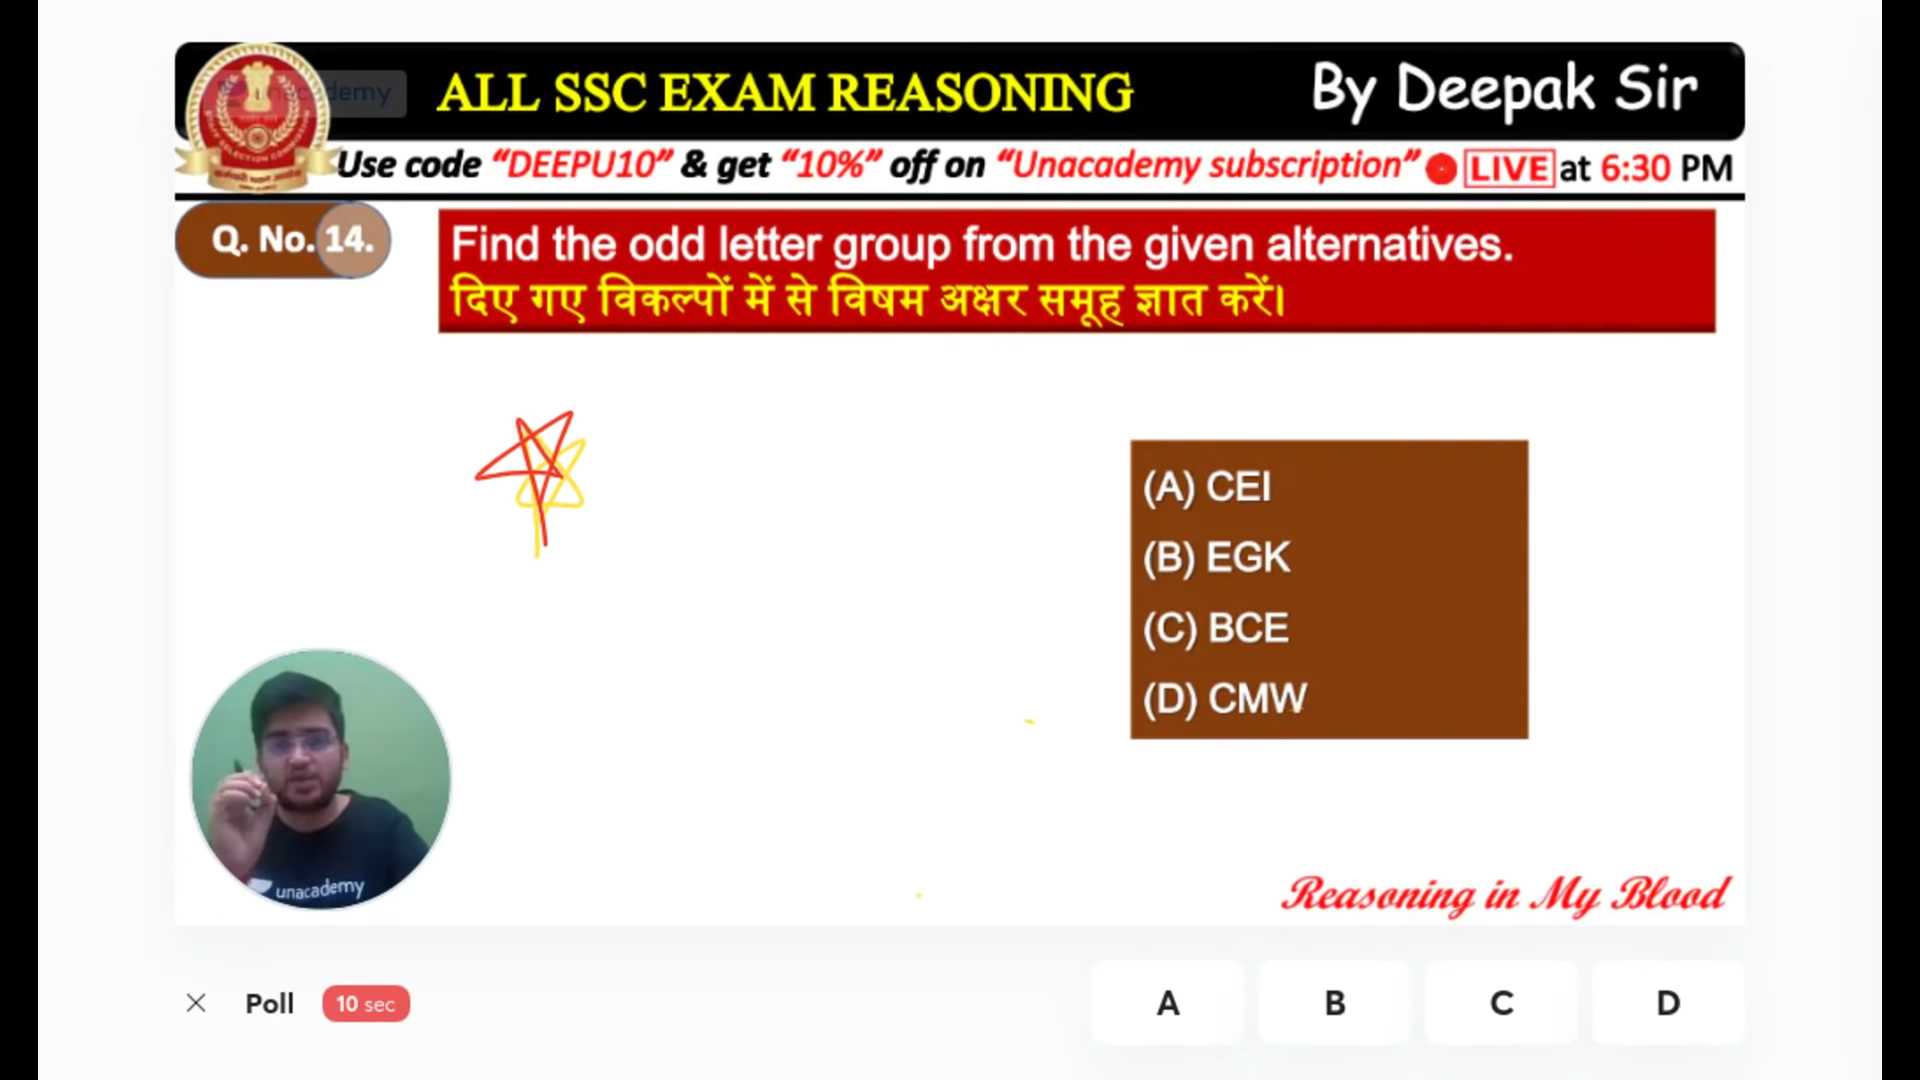 ALL SSC EXAM REASONING
By Deepak Sir
Use code “DEEPU10” & get “10%” off on “Unacademy subscription” LIVE at 6:30 PM
Q. No. 14.
Find the odd letter group from the given alternatives.
दिए गए विकल्पों में से विषम अक्षर समूह ज्ञात करें।
(A) CEI
(B) EGK
(C) BCE
(D) CMW
unacademy
Reasoning in My Blood
Poll
10 sec
A
B
C
D